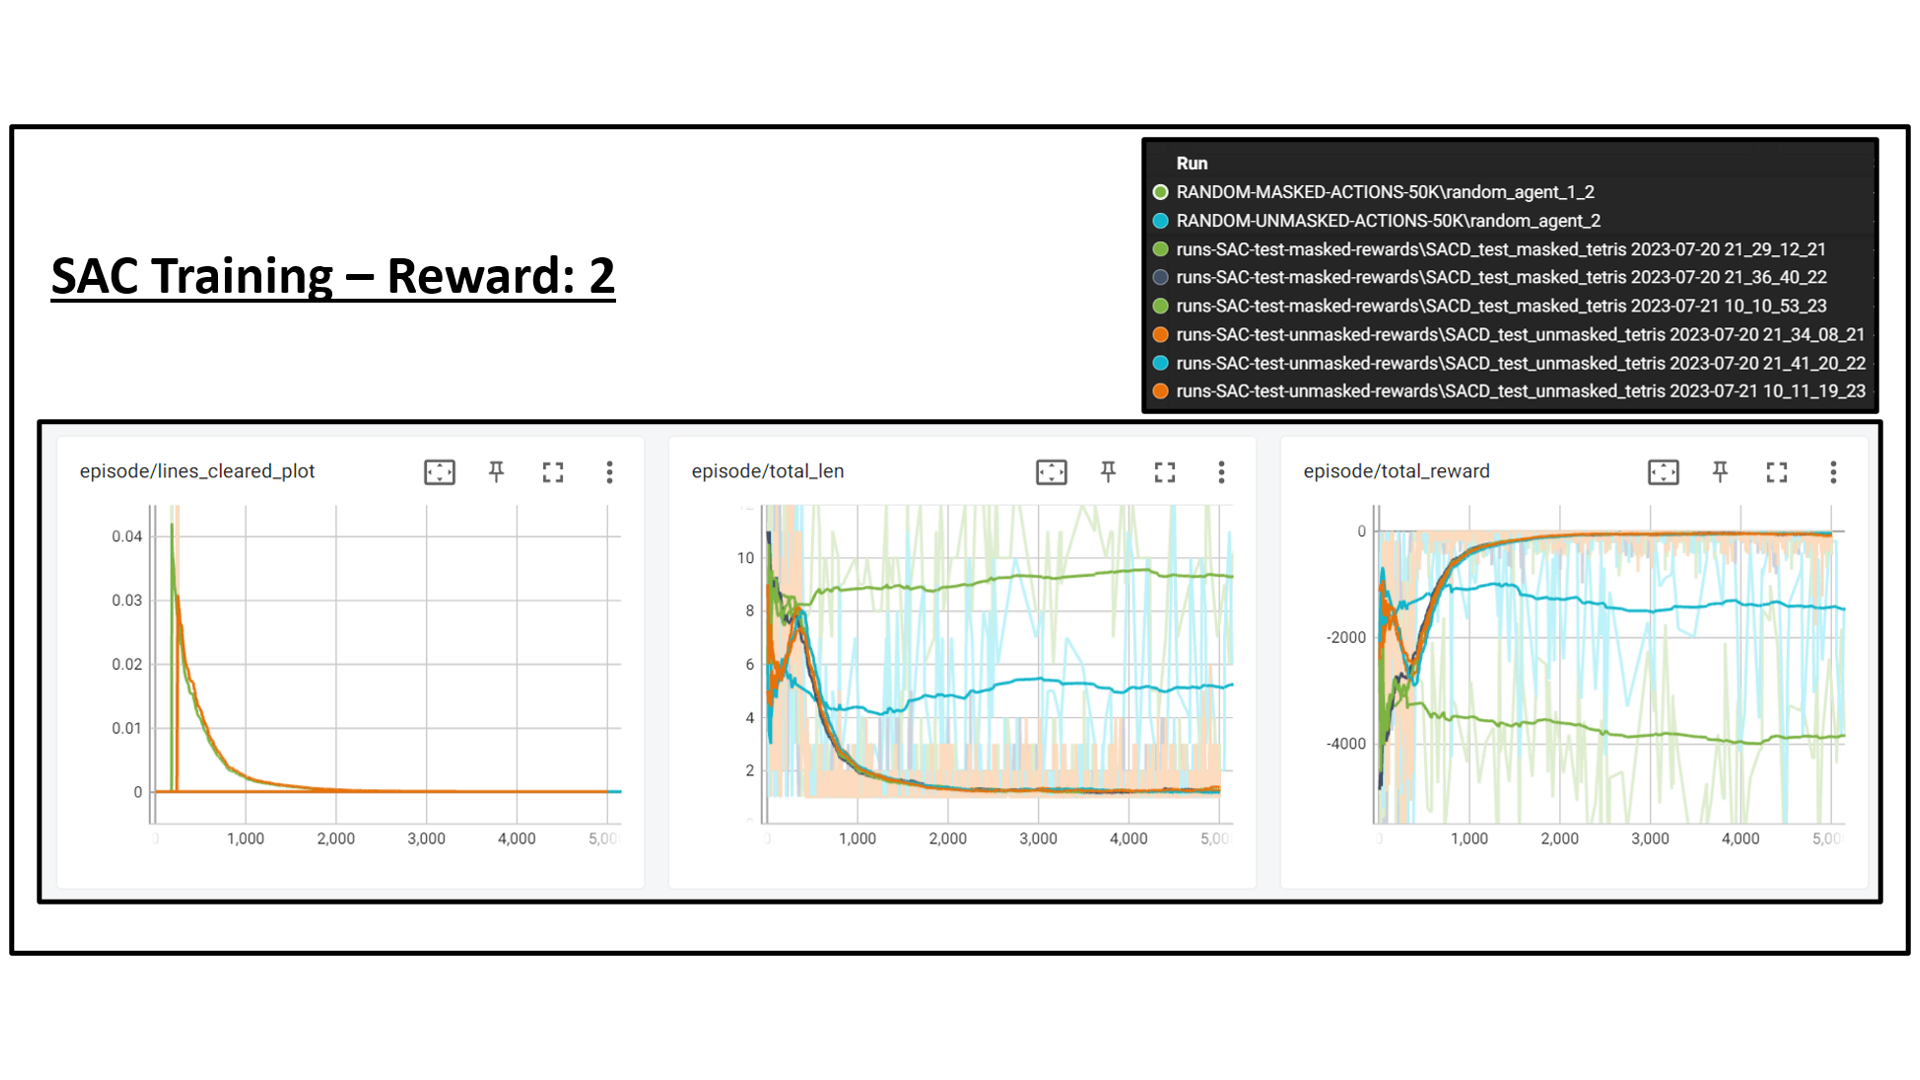 Run
RANDOM-MASKED-ACTIONS-50K\random_agent_1_2
RANDOM-UNMASKED-ACTIONS-50K\random_agent_2
runs-SAC-test-masked-rewards\SACD_test_masked_tetris 2023-07-20 21_29_12_21
runs-SAC-test-masked-rewards\SACD_test_masked_tetris 2023-07-20 21_36_40_22
runs-SAC-test-masked-rewards\SACD_test_masked_tetris 2023-07-21 10_10_53_23
runs-SAC-test-unmasked-rewards\SACD_test_unmasked_tetris 2023-07-20 21_34_08_21
runs-SAC-test-unmasked-rewards\SACD_test_unmasked_tetris 2023-07-20 21_41_20_22
runs-SAC-test-unmasked-rewards\SACD_test_unmasked_tetris 2023-07-21 10_11_19_23
SAC Training – Reward: 2
episode/lines_cleared_plot
0.04
0.03
0.02
0.01
0
0 1,000 2,000 3,000 4,000 5,00
episode/total_len
10
8
6
4
2
0 1,000 2,000 3,000 4,000 5,00
episode/total_reward
0
-2000
-4000
0 1,000 2,000 3,000 4,000 5,00